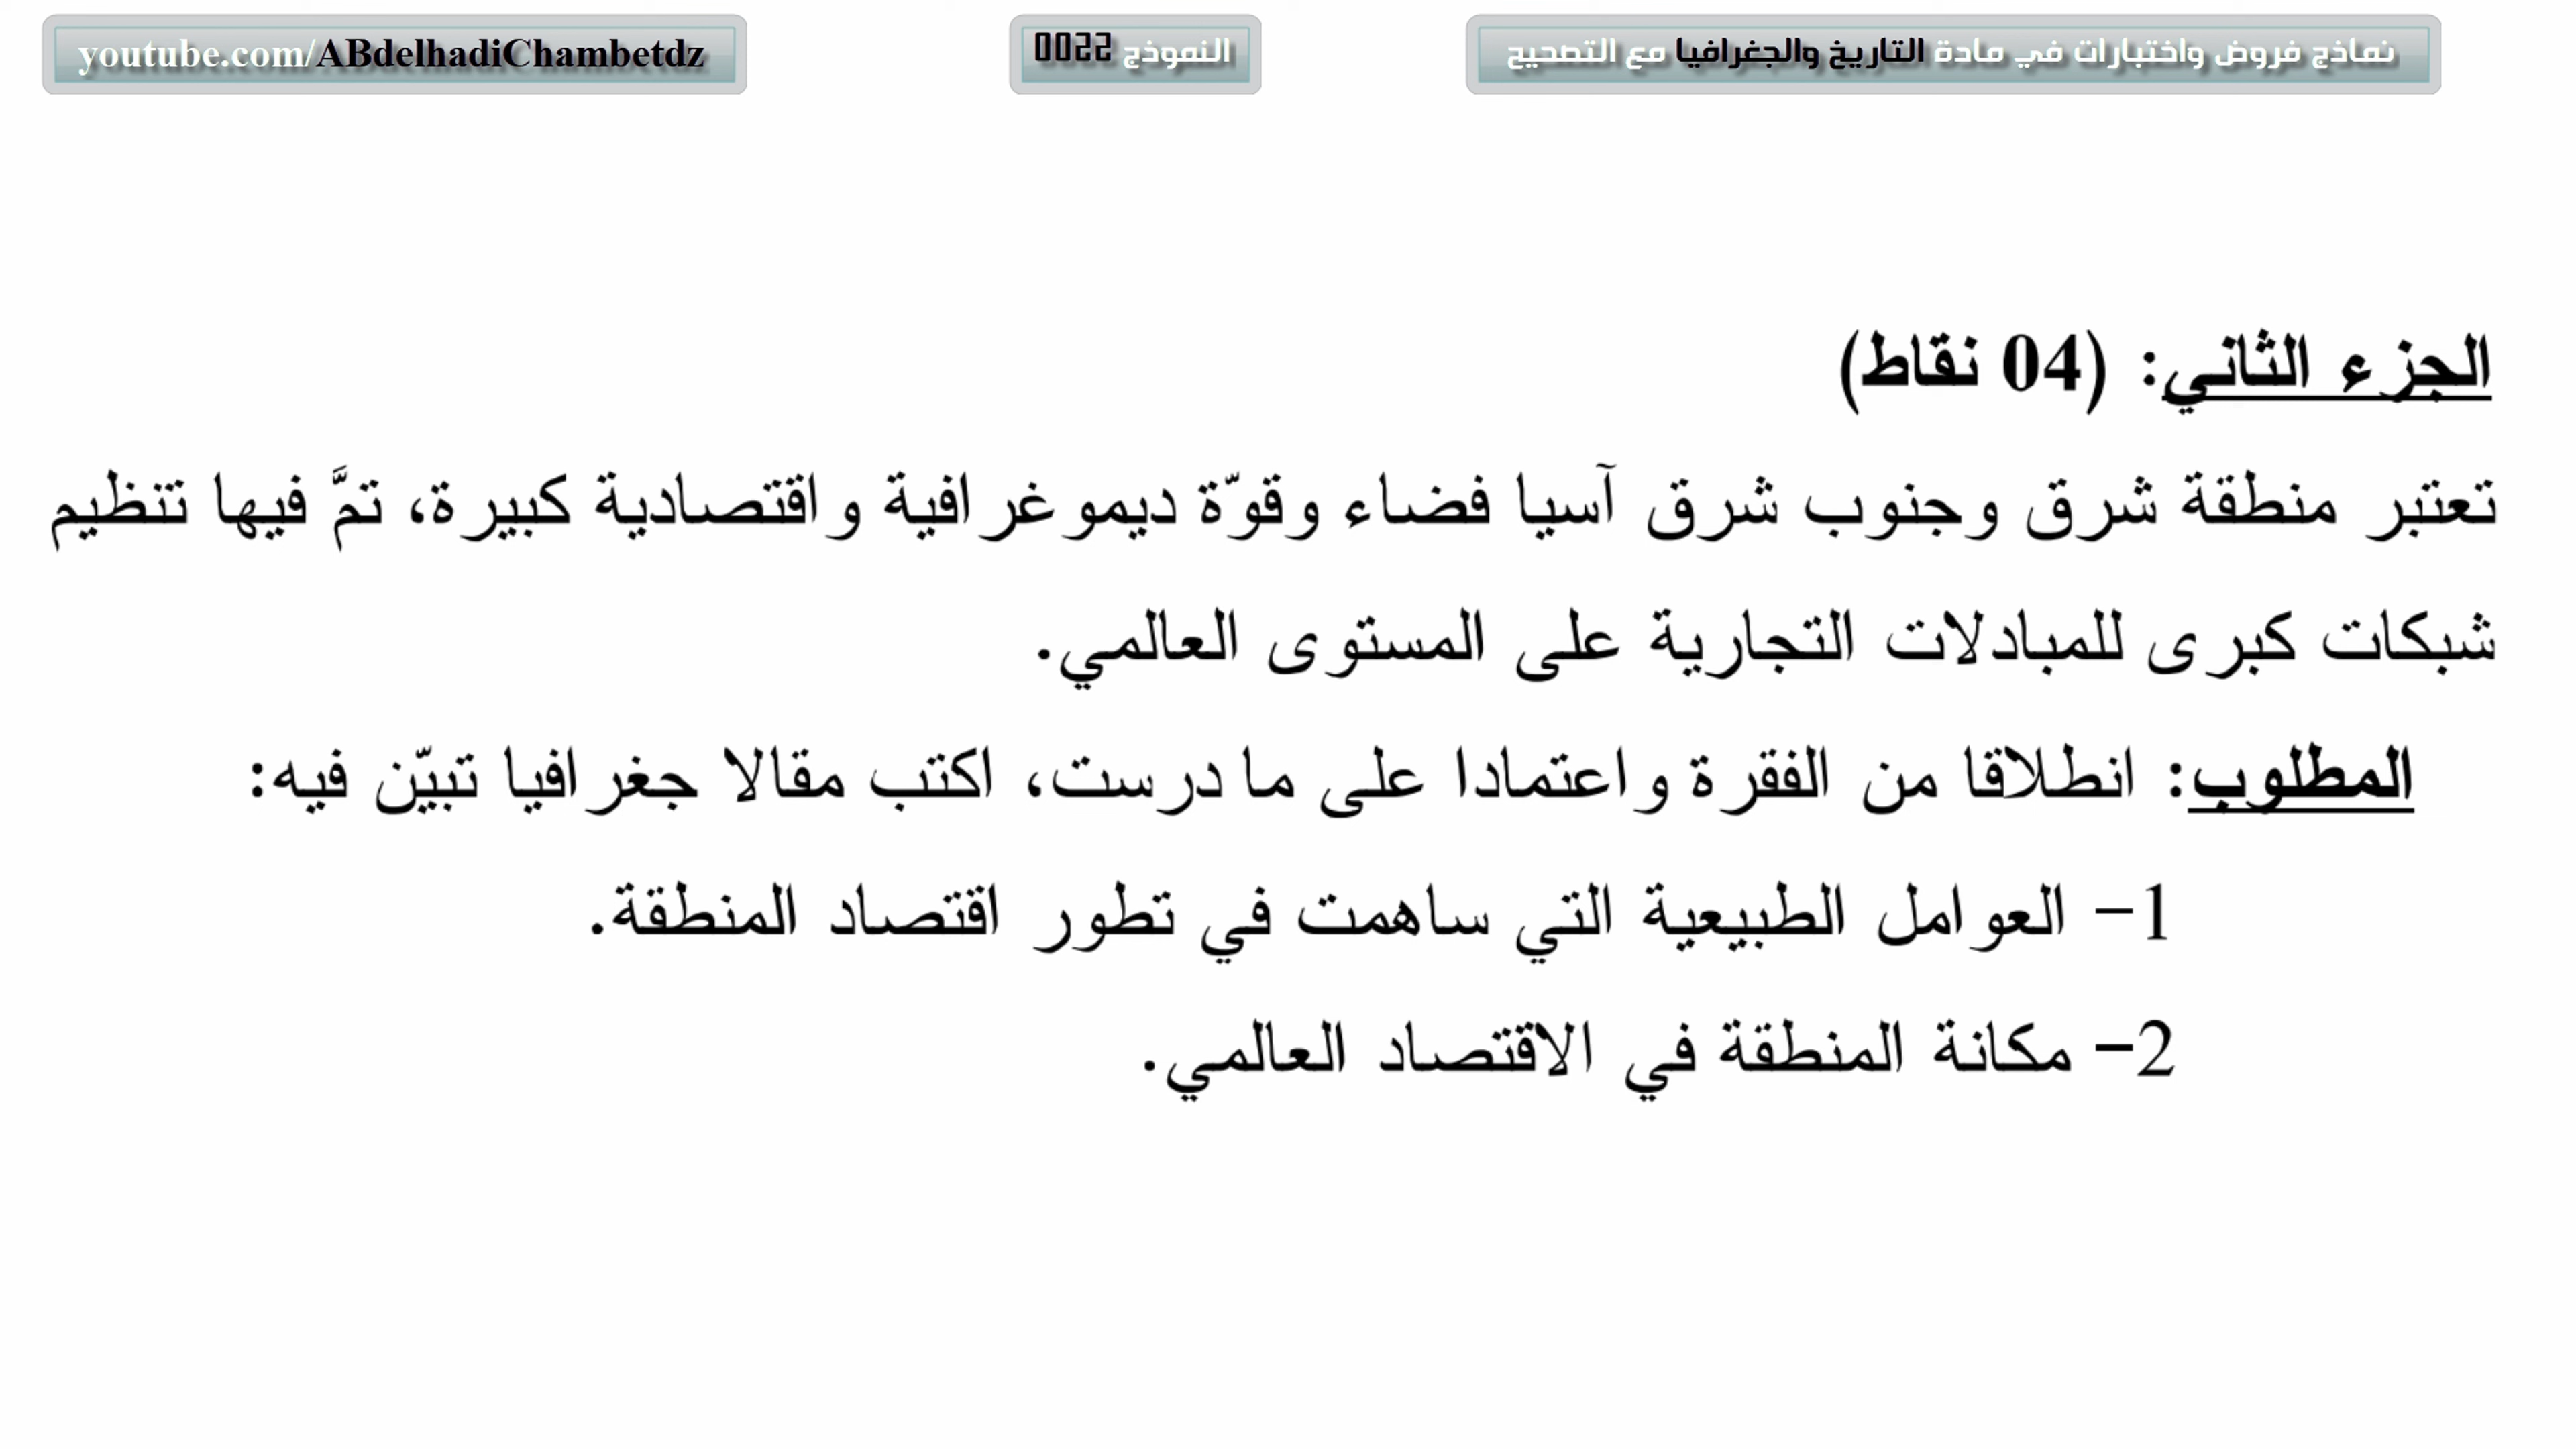 youtube.com/ABdelhadiChambetdz
النموذج 0022
نماذج فروض واختبارات في مادة التاريخ والجغرافيا مع التصحيح
الجزء الثاني: (04 نقاط)
تعتبر منطقة شرق وجنوب شرق آسيا فضاء وقوّة ديموغرافية واقتصادية كبيرة، تمَّ فيها تنظيم
شبكات كبرى للمبادلات التجارية على المستوى العالمي.
المطلوب: انطلاقا من الفقرة واعتمادا على ما درست، اكتب مقالا جغرافيا تبيّن فيه:
1- العوامل الطبيعية التي ساهمت في تطور اقتصاد المنطقة.
2- مكانة المنطقة في الاقتصاد العالمي.